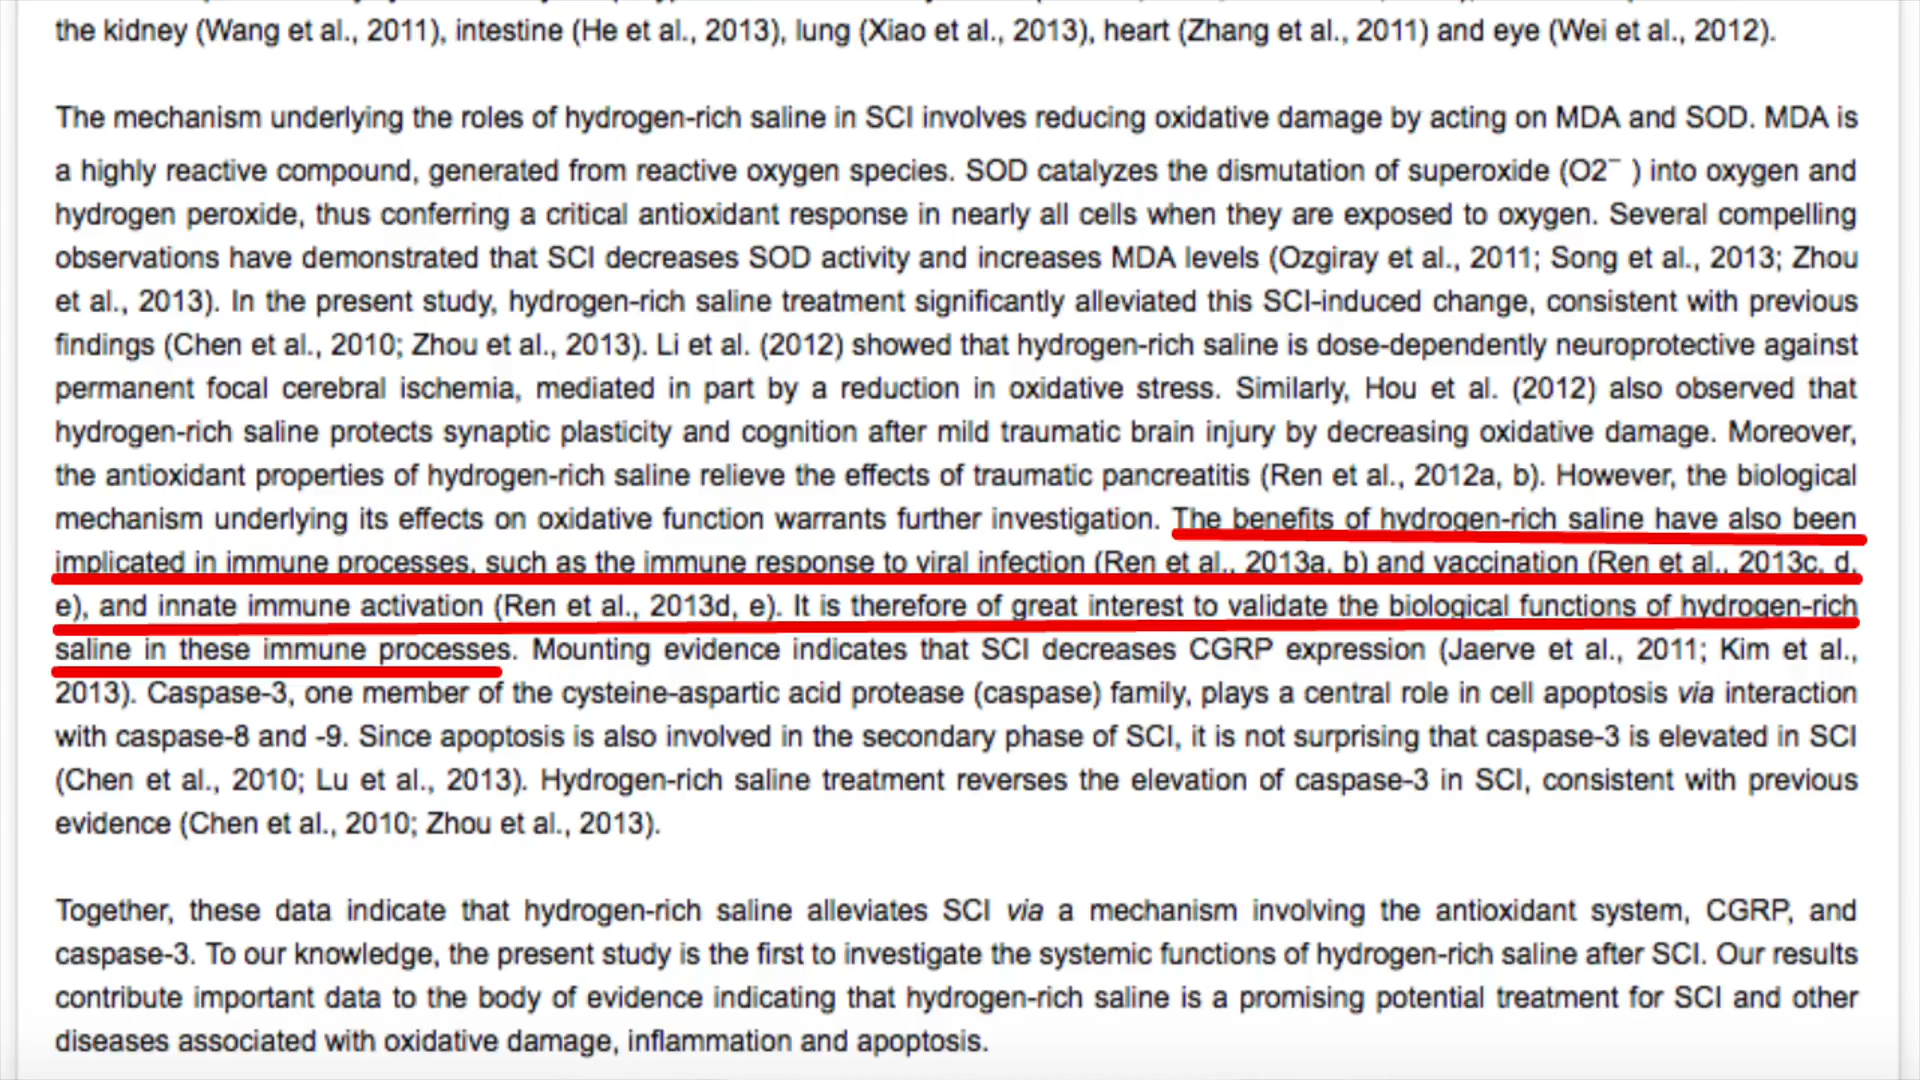 the kidney (Wang et al., 2011), intestine (He et al., 2013), lung (Xiao et al., 2013), heart (Zhang et al., 2011) and eye (Wei et al., 2012).
The mechanism underlying the roles of hydrogen-rich saline in SCI involves reducing oxidative damage by acting on MDA and SOD. MDA is
a highly reactive compound, generated from reactive oxygen species. SOD catalyzes the dismutation of superoxide (O2⁻ ) into oxygen and
hydrogen peroxide, thus conferring a critical antioxidant response in nearly all cells when they are exposed to oxygen. Several compelling
observations have demonstrated that SCI decreases SOD activity and increases MDA levels (Ozgiray et al., 2011; Song et al., 2013; Zhou
et al., 2013). In the present study, hydrogen-rich saline treatment significantly alleviated this SCI-induced change, consistent with previous
findings (Chen et al., 2010; Zhou et al., 2013). Li et al. (2012) showed that hydrogen-rich saline is dose-dependently neuroprotective against
permanent focal cerebral ischemia, mediated in part by a reduction in oxidative stress. Similarly, Hou et al. (2012) also observed that
hydrogen-rich saline protects synaptic plasticity and cognition after mild traumatic brain injury by decreasing oxidative damage. Moreover,
the antioxidant properties of hydrogen-rich saline relieve the effects of traumatic pancreatitis (Ren et al., 2012a, b). However, the biological
mechanism underlying its effects on oxidative function warrants further investigation. The benefits of hydrogen-rich saline have also been
implicated in immune processes, such as the immune response to viral infection (Ren et al., 2013a, b) and vaccination (Ren et al., 2013c, d,
e), and innate immune activation (Ren et al., 2013d, e). It is therefore of great interest to validate the biological functions of hydrogen-rich
saline in these immune processes. Mounting evidence indicates that SCI decreases CGRP expression (Jaerve et al., 2011; Kim et al.,
2013). Caspase-3, one member of the cysteine-aspartic acid protease (caspase) family, plays a central role in cell apoptosis via interaction
with caspase-8 and -9. Since apoptosis is also involved in the secondary phase of SCI, it is not surprising that caspase-3 is elevated in SCI
(Chen et al., 2010; Lu et al., 2013). Hydrogen-rich saline treatment reverses the elevation of caspase-3 in SCI, consistent with previous
evidence (Chen et al., 2010; Zhou et al., 2013).
Together, these data indicate that hydrogen-rich saline alleviates SCI via a mechanism involving the antioxidant system, CGRP, and
caspase-3. To our knowledge, the present study is the first to investigate the systemic functions of hydrogen-rich saline after SCI. Our results
contribute important data to the body of evidence indicating that hydrogen-rich saline is a promising potential treatment for SCI and other
diseases associated with oxidative damage, inflammation and apoptosis.